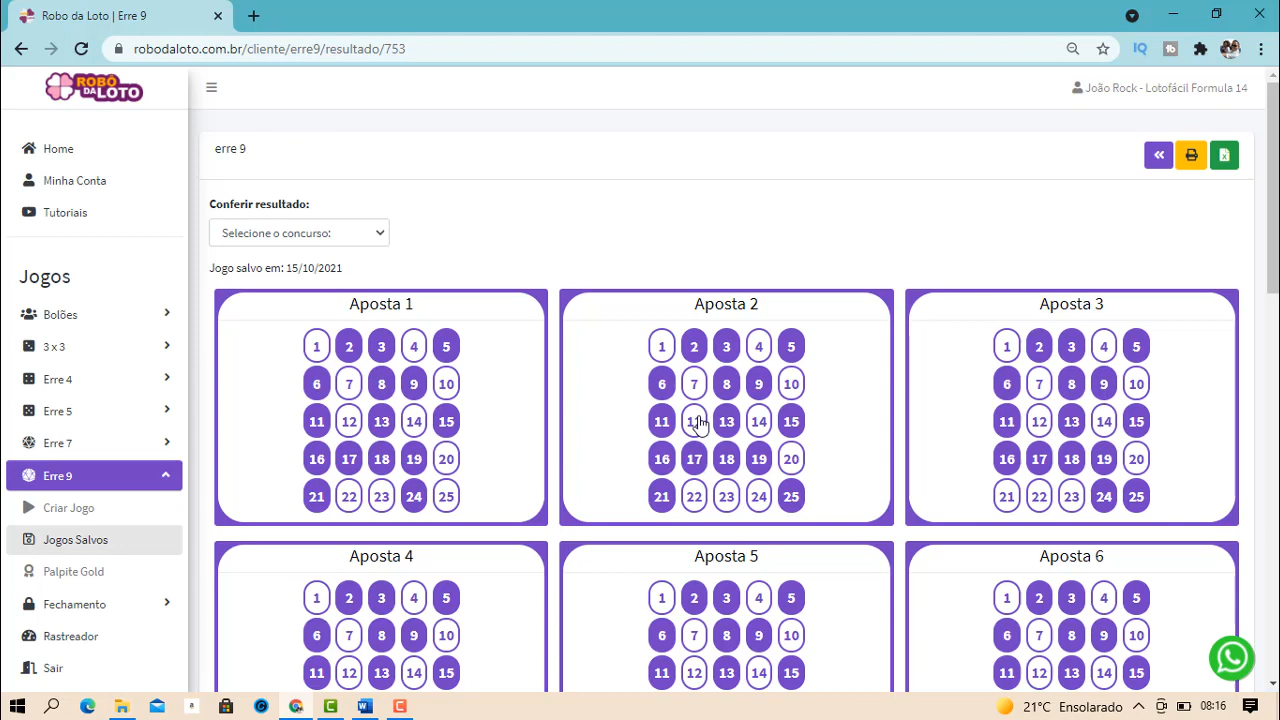 Robo da Loto | Erre 9
robodaloto.com.br/cliente/erre9/resultado/753
ROBÔ
DA LOTO
João Rock - Lotofácil Formula 14
Home
Minha Conta
Tutoriais
Jogos
Bolões
3 x 3
Erre 4
Erre 5
Erre 7
Erre 9
Criar Jogo
Jogos Salvos
Palpite Gold
Fechamento
Rastreador
Sair
erre 9
Conferir resultado:
Selecione o concurso:
Jogo salvo em: 15/10/2021
Aposta 1
1 2 3 4 5
6 7 8 9 10
11 12 13 14 15
16 17 18 19 20
21 22 23 24 25
Aposta 2
1 2 3 4 5
6 7 8 9 10
11 12 13 14 15
16 17 18 19 20
21 22 23 24 25
Aposta 3
1 2 3 4 5
6 7 8 9 10
11 12 13 14 15
16 17 18 19 20
21 22 23 24 25
Aposta 4
1 2 3 4 5
6 7 8 9 10
11 12 13 14 15
Aposta 5
1 2 3 4 5
6 7 8 9 10
11 12 13 14 15
Aposta 6
1 2 3 4 5
6 7 8 9 10
11 12 13 14 15
21°C Ensolarado
08:16